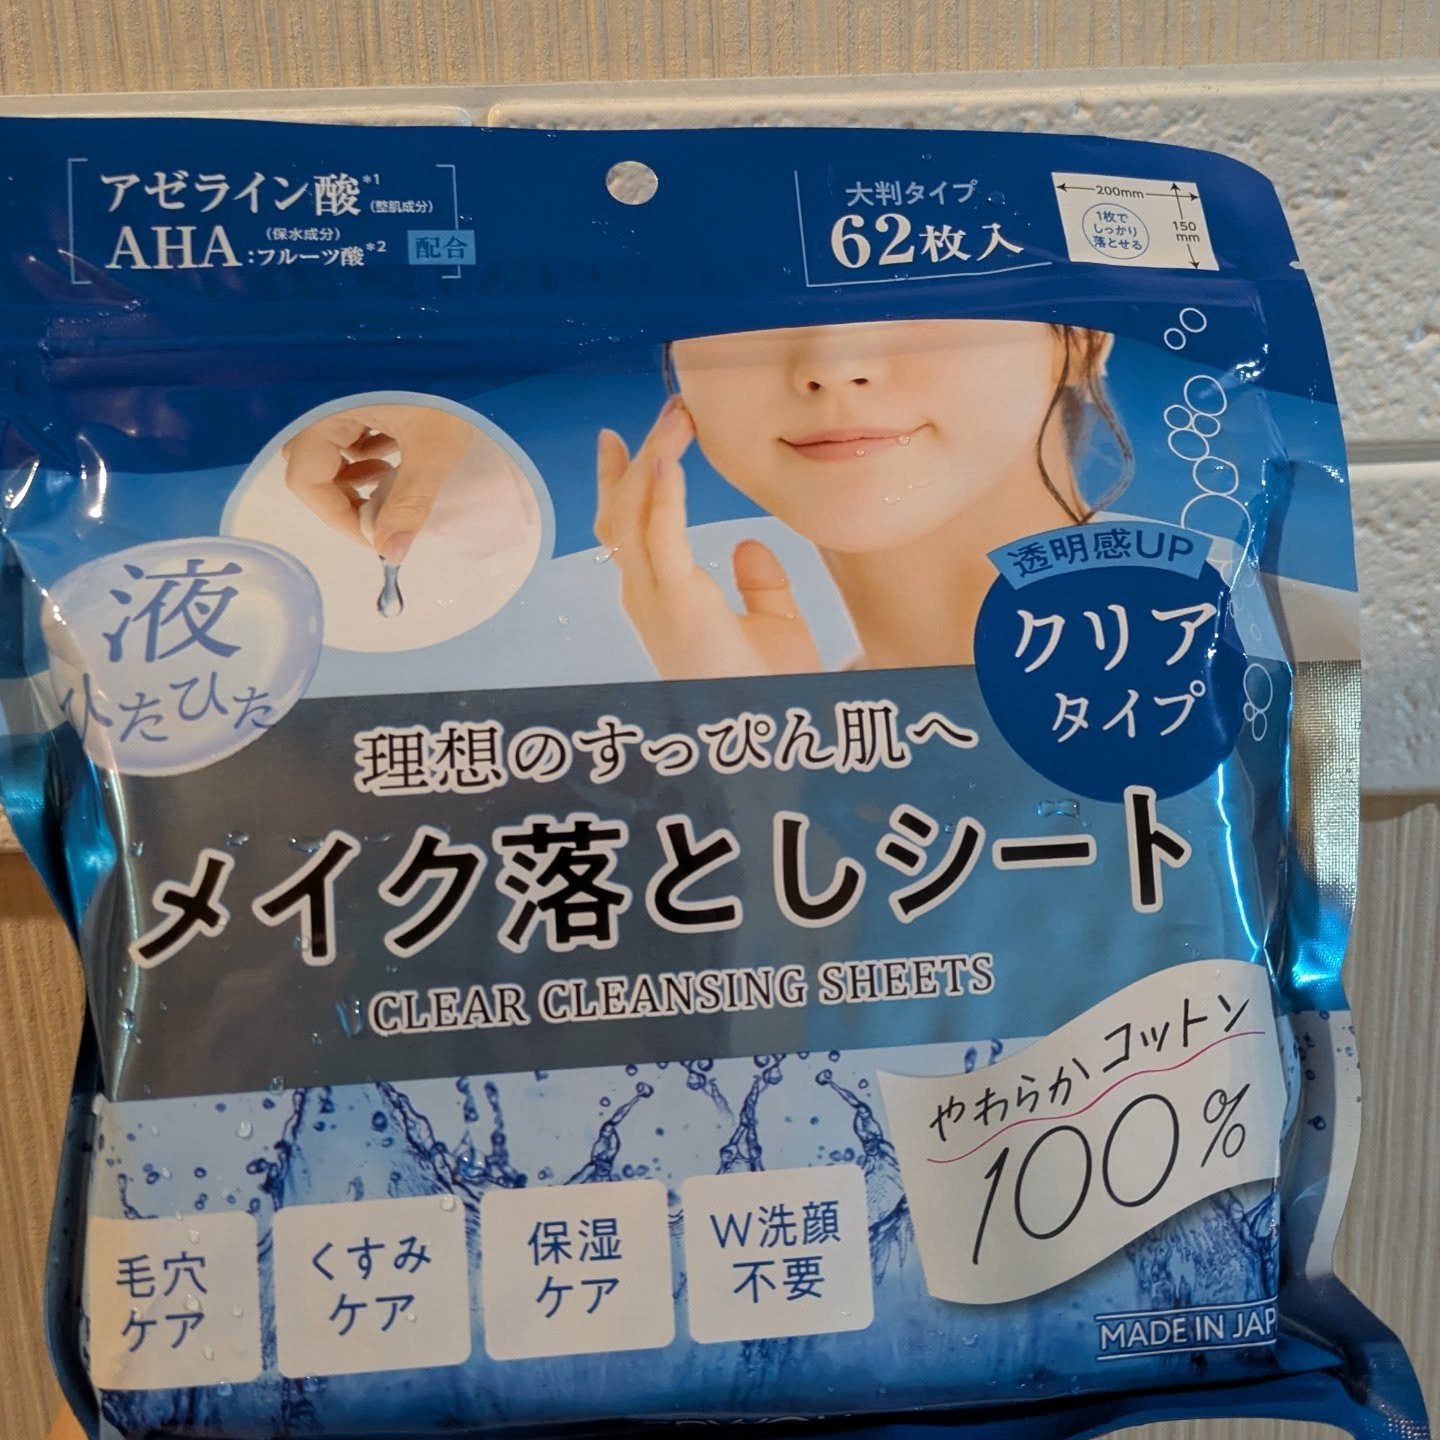 アゼライン酸*1(整肌成分)
(保水成分)
AHA:フルーツ酸*2 配合
大判タイプ
62枚入
200mm
150
mm
1枚で
しっかり
落とせる
液
ひたひた
透明感UP
クリア
タイプ
理想のすっぴん肌へ
メイク落としシート
CLEAR CLEANSING SHEETS
やわらかコットン
100%
毛穴
ケア
くすみ
ケア
保湿
ケア
W洗顔
不要
MADE IN JAP